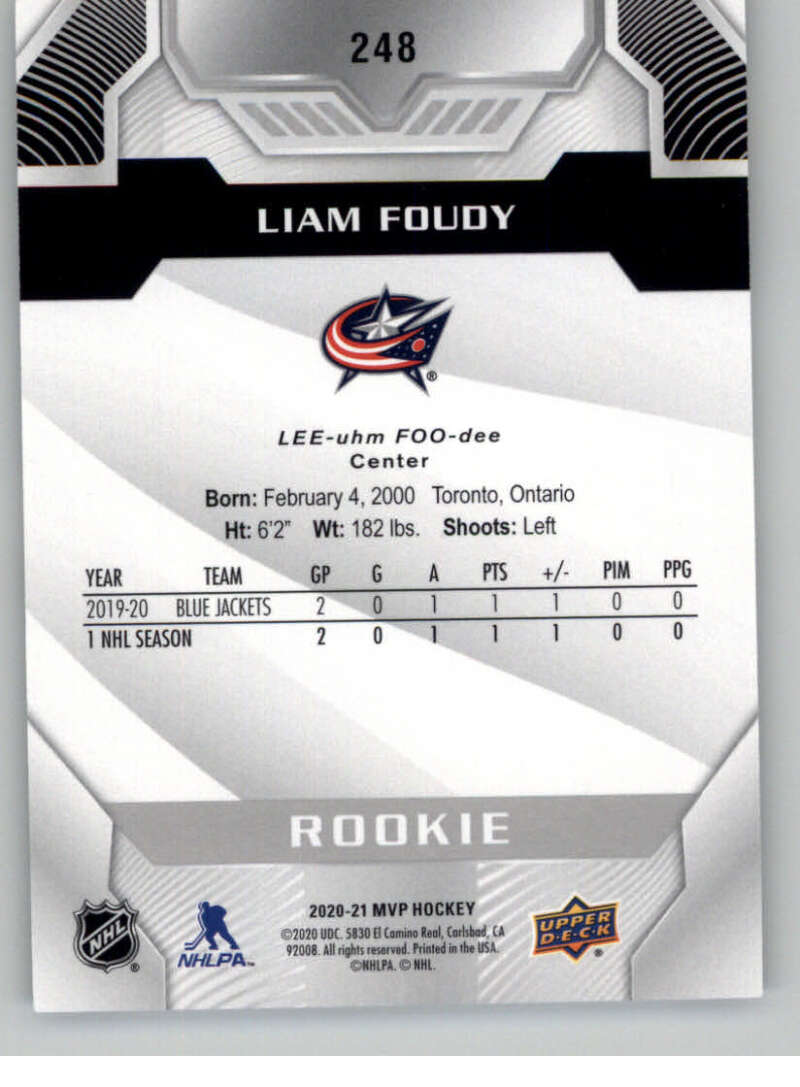 248
LIAM FOUDY
®
LEE-uhm FOO-dee
Center
Born: February 4, 2000 Toronto, Ontario
Ht: 6'2" Wt: 182 lbs. Shoots: Left
YEAR TEAM GP G A PTS +/- PIM PPG
2019-20 BLUE JACKETS 2 0 1 1 1 0 0
1 NHL SEASON 2 0 1 1 1 0 0
ROOKIE
NHL ®
NHLPA™
2020-21 MVP HOCKEY
©2020 UDC. 5830 El Camino Real, Carlsbad, CA
92008. All rights reserved. Printed in the USA.
©NHLPA. © NHL.
UPPER
D·E·C·K
®